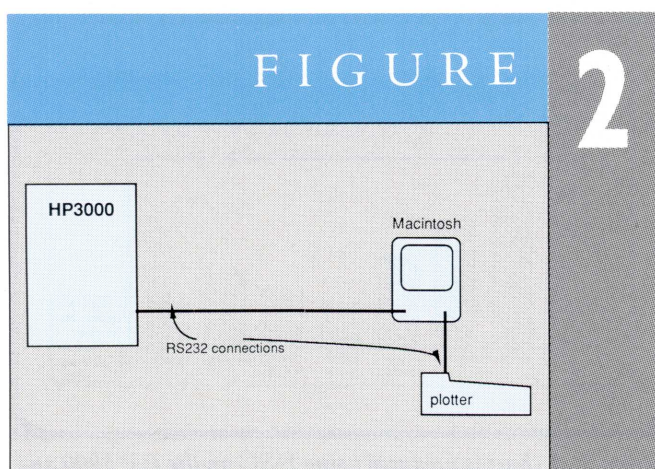 FIGURE 2
HP3000
Macintosh
RS232 connections
plotter